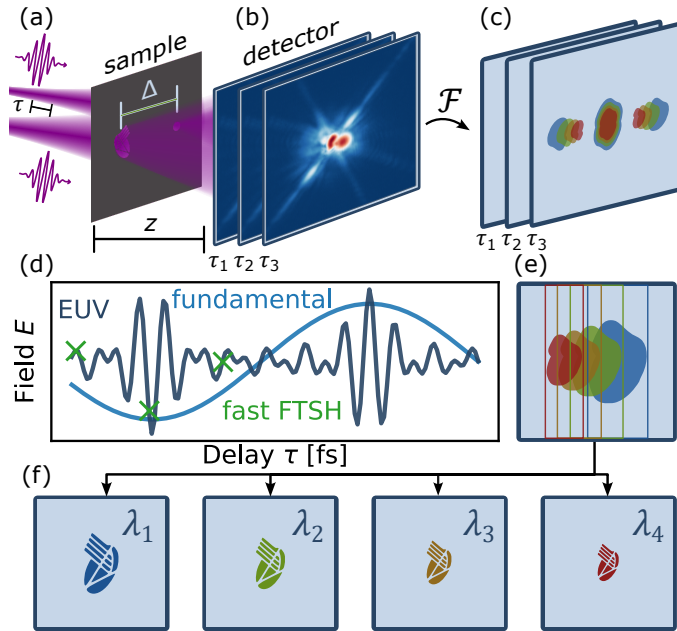 (a)
(b)
(c)
sample
detector
τ
Δ
ℱ
z
τ₁ τ₂ τ₃
τ₁ τ₂ τ₃
(d)
(e)
EUV
fundamental
Field E
fast FTSH
Delay τ [fs]
(f)
λ₁
λ₂
λ₃
λ₄